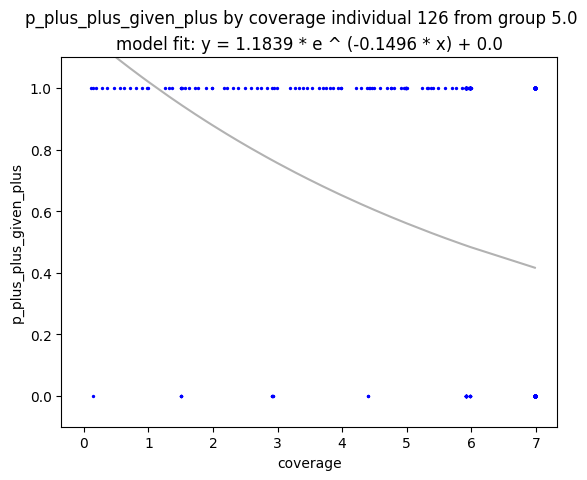 p_plus_plus_given_plus by coverage individual 126 from group 5.0
model fit: y = 1.1839 * e ^ (-0.1496 * x) + 0.0
1.0
0.8
0.6
0.4
0.2
0.0
p_plus_plus_given_plus
0 1 2 3 4 5 6 7
coverage